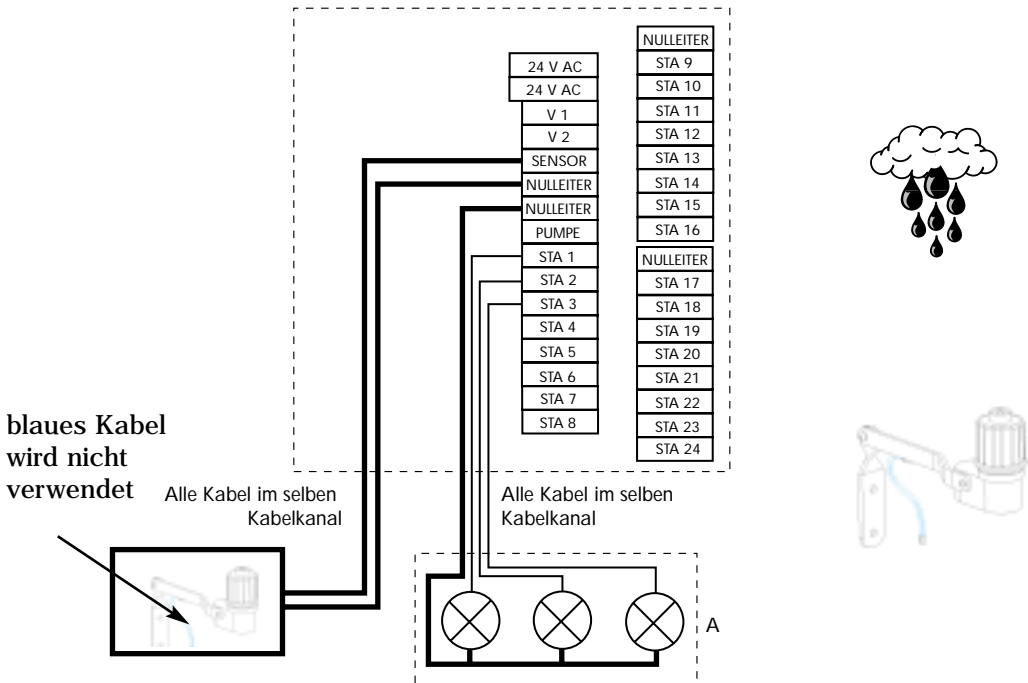 24 V AC
24 V AC
V 1
V 2
SENSOR
NULLEITER
NULLEITER
PUMPE
STA 1
STA 2
STA 3
STA 4
STA 5
STA 6
STA 7
STA 8
NULLEITER
STA 9
STA 10
STA 11
STA 12
STA 13
STA 14
STA 15
STA 16
NULLEITER
STA 17
STA 18
STA 19
STA 20
STA 21
STA 22
STA 23
STA 24
blaues Kabel
wird nicht
verwendet
Alle Kabel im selben
Kabelkanal
Alle Kabel im selben
Kabelkanal
A